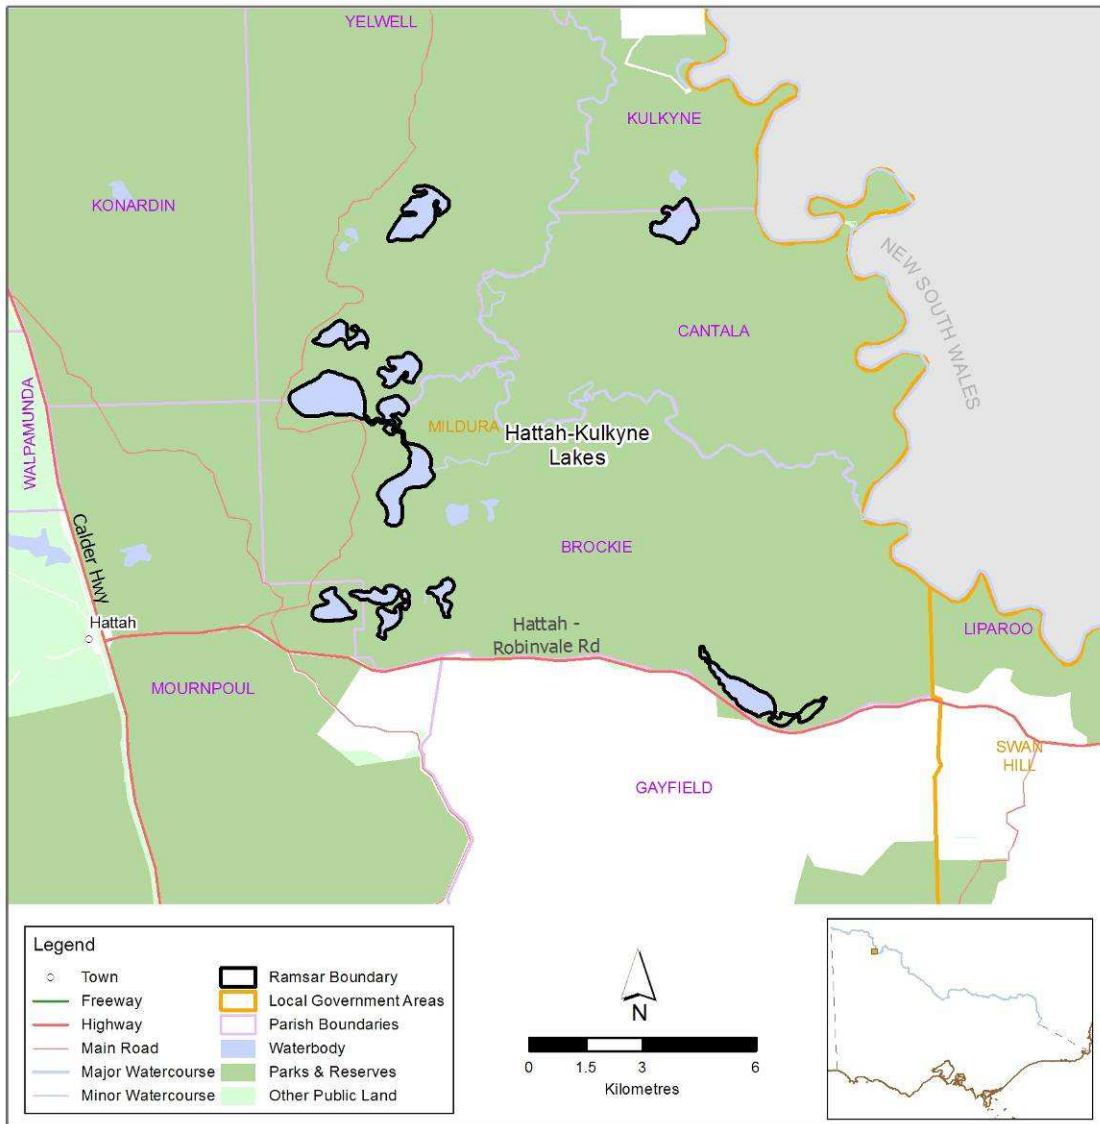 YELWELL
KULKYNE
KONARDIN
NEW SOUTH WALES
CANTALA
WALPAMUNDA
MILDURA
Hattah-Kulkyne
Lakes
Calder Hwy
BROCKIE
Hattah
Hattah -
Robinvale Rd
LIPAROO
MOURNPOUL
SWAN
HILL
GAYFIELD
Legend
Town
Freeway
Highway
Main Road
Major Watercourse
Minor Watercourse
Ramsar Boundary
Local Government Areas
Parish Boundaries
Waterbody
Parks & Reserves
Other Public Land
N
0 1.5 3 6
Kilometres